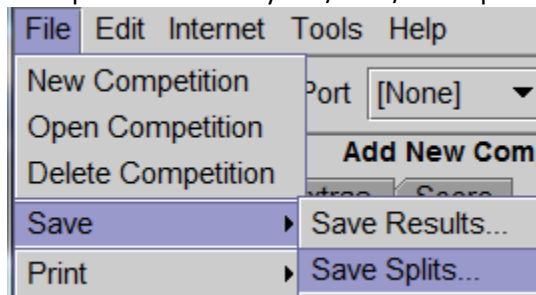 File Edit Internet Tools Help
New Competition
Port [None]
Open Competition
Add New Com
Delete Competition
Save
Save Results...
Print
Save Splits...